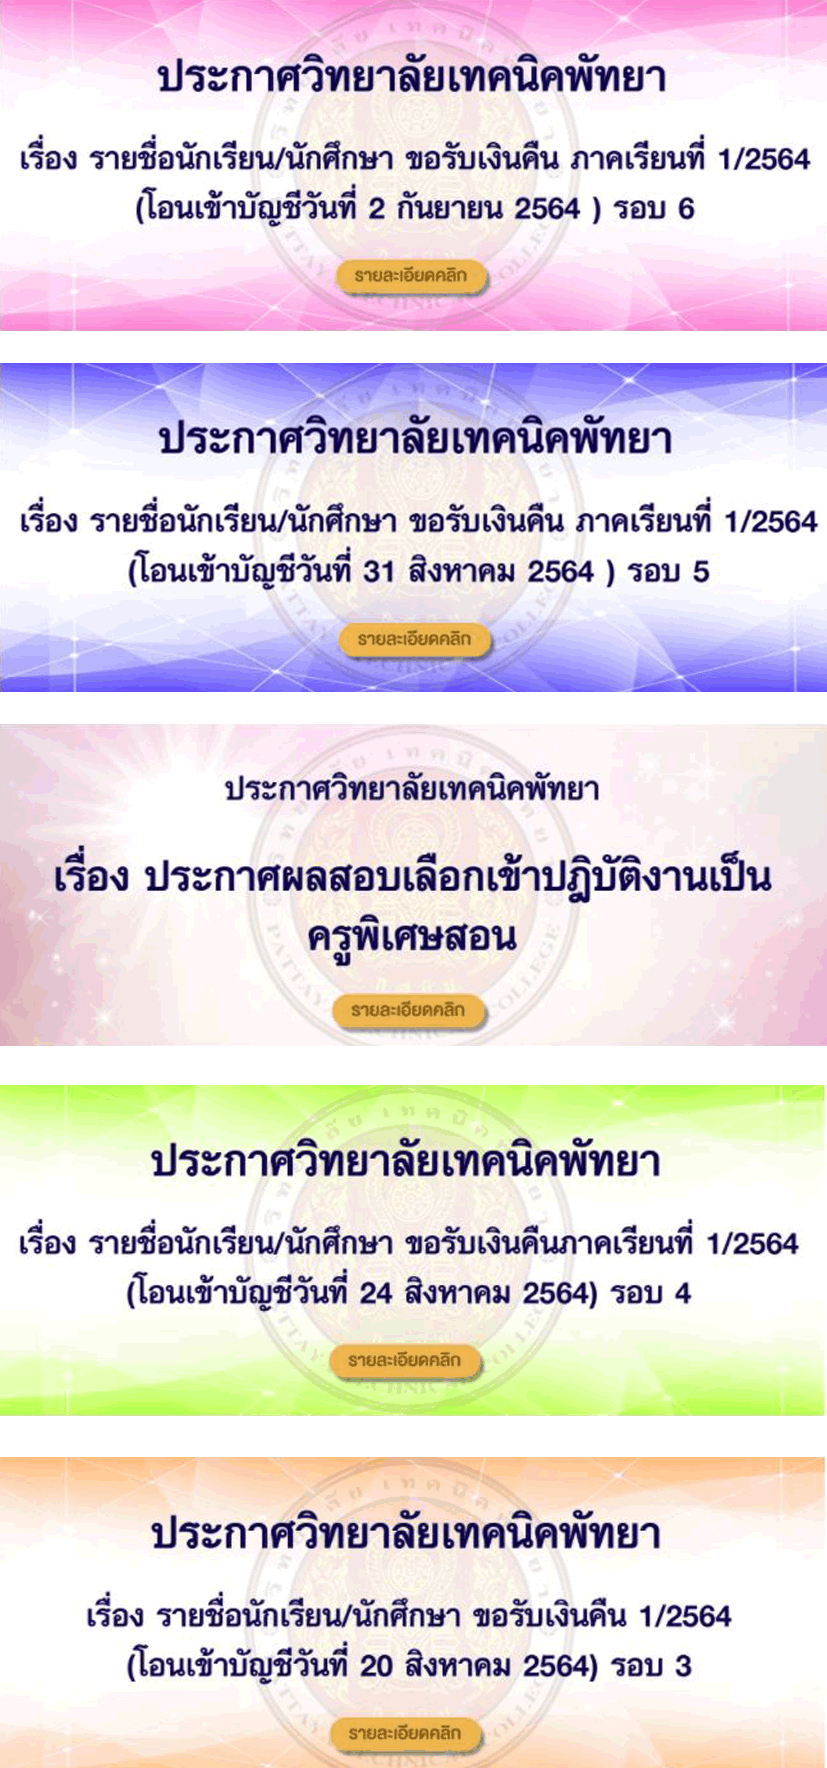 ประกาศวิทยาลัยเทคนิคพัทยา
เรื่อง รายชื่อนักเรียน/นักศึกษา ขอรับเงินคืน ภาคเรียนที่ 1/2564
(โอนเข้าบัญชีวันที่ 2 กันยายน 2564 ) รอบ 6
รายละเอียดคลิก
ประกาศวิทยาลัยเทคนิคพัทยา
เรื่อง รายชื่อนักเรียน/นักศึกษา ขอรับเงินคืน ภาคเรียนที่ 1/2564
(โอนเข้าบัญชีวันที่ 31 สิงหาคม 2564 ) รอบ 5
รายละเอียดคลิก
ประกาศวิทยาลัยเทคนิคพัทยา
เรื่อง ประกาศผลสอบเลือกเข้าปฎิบัติงานเป็น
ครูพิเศษสอน
รายละเอียดคลิก
ประกาศวิทยาลัยเทคนิคพัทยา
เรื่อง รายชื่อนักเรียน/นักศึกษา ขอรับเงินคืนภาคเรียนที่ 1/2564
(โอนเข้าบัญชีวันที่ 24 สิงหาคม 2564) รอบ 4
รายละเอียดคลิก
ประกาศวิทยาลัยเทคนิคพัทยา
เรื่อง รายชื่อนักเรียน/นักศึกษา ขอรับเงินคืน 1/2564
(โอนเข้าบัญชีวันที่ 20 สิงหาคม 2564) รอบ 3
รายละเอียดคลิก